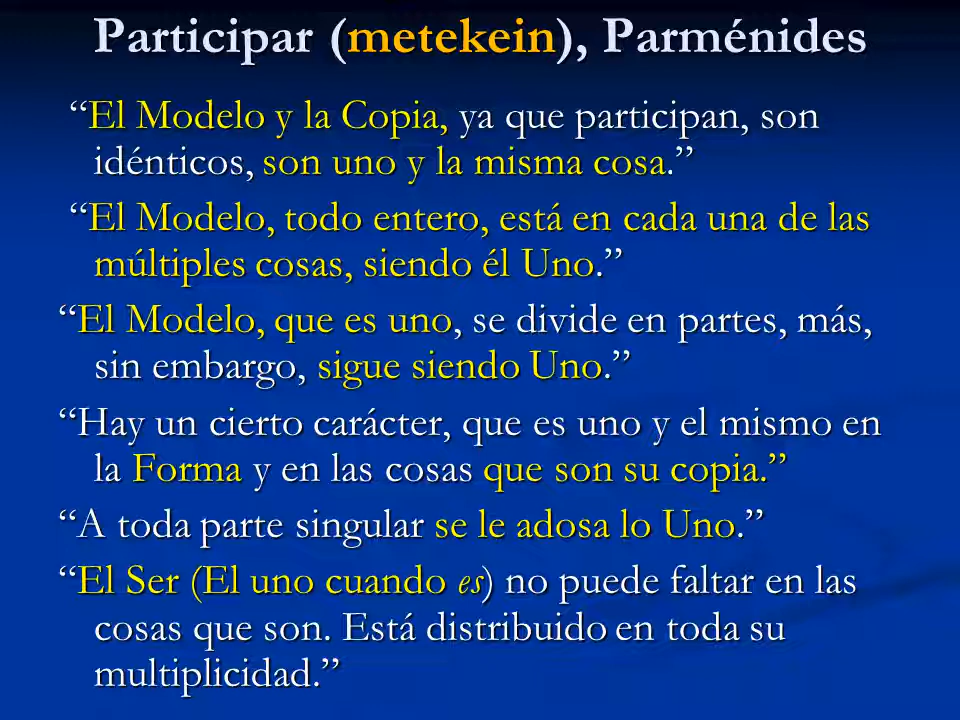 Participar (metekein), Parménides
“El Modelo y la Copia, ya que participan, son
idénticos, son uno y la misma cosa.”
“El Modelo, todo entero, está en cada una de las
múltiples cosas, siendo él Uno.”
“El Modelo, que es uno, se divide en partes, más,
sin embargo, sigue siendo Uno.”
“Hay un cierto carácter, que es uno y el mismo en
la Forma y en las cosas que son su copia.”
“A toda parte singular se le adosa lo Uno.”
“El Ser (El uno cuando es) no puede faltar en las
cosas que son. Está distribuido en toda su
multiplicidad.”